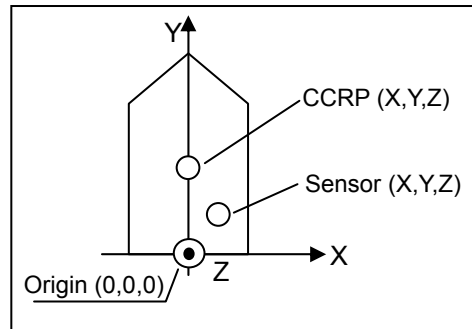 Y
CCRP (X,Y,Z)
Sensor (X,Y,Z)
X
Z
Origin (0,0,0)